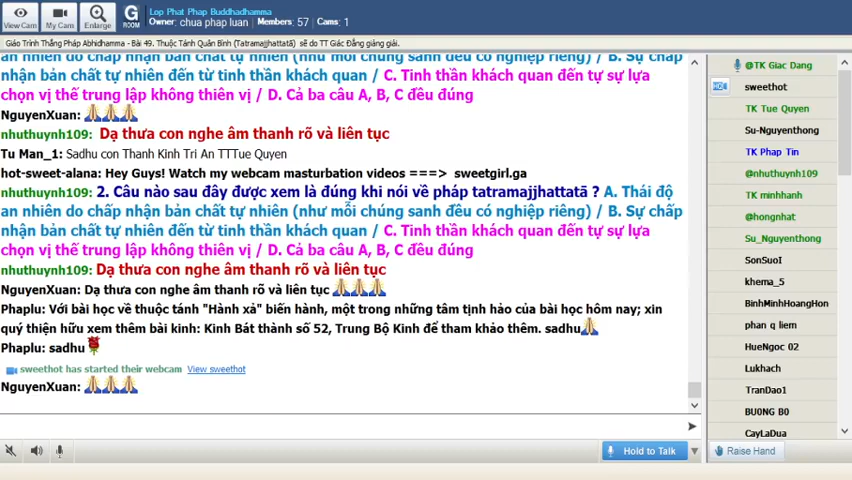 Lop Phat Phap Buddhadhamma
Owner: chua phap luan Members: 57 Cams: 1
View Cam My Cam Enlarge G ROOM
Giáo Trình Thắng Pháp Abhidhamma - Bài 49. Thuộc Tánh Quân Bình (Tatramajjhattatā) sẽ do TT Giác Đẳng giảng giải.
an nhiên do chấp nhận bản chất tự nhiên (như mỗi chúng sanh đều có nghiệp riêng) / B. Sự chấp
nhận bản chất tự nhiên đến từ tinh thần khách quan / C. Tinh thần khách quan đến tự sự lựa
chọn vị thế trung lập không thiên vị / D. Cả ba câu A, B, C đều đúng
NguyenXuan:
nhuthuynh109: Dạ thưa con nghe âm thanh rõ và liên tục
Tu Man_1: Sadhu con Thanh Kinh Tri An TTTue Quyen
hot-sweet-alana: Hey Guys! Watch my webcam masturbation videos ===> sweetgirl.ga
nhuthuynh109: 2. Câu nào sau đây được xem là đúng khi nói về pháp tatramajjhattatā ? A. Thái độ
an nhiên do chấp nhận bản chất tự nhiên (như mỗi chúng sanh đều có nghiệp riêng) / B. Sự chấp
nhận bản chất tự nhiên đến từ tinh thần khách quan / C. Tinh thần khách quan đến tự sự lựa
chọn vị thế trung lập không thiên vị / D. Cả ba câu A, B, C đều đúng
nhuthuynh109: Dạ thưa con nghe âm thanh rõ và liên tục
NguyenXuan: Dạ thưa con nghe âm thanh rõ và liên tục
Phaplu: Với bài học về thuộc tánh "Hành xả" biến hành, một trong những tâm tịnh hảo của bài học hôm nay; xin
quý thiện hữu xem thêm bài kinh: Kinh Bát thành số 52, Trung Bộ Kinh để tham khảo thêm. sadhu
Phaplu: sadhu
sweethot has started their webcam View sweethot
NguyenXuan:
Hold to Talk
@TK Giac Dang
HQ sweethot
TK Tue Quyen
Su-Nguyenthong
TK Phap Tin
@nhuthuynh109
TK minhhanh
@hongnhat
Su_Nguyenthong
SonSuoI
khema_5
BinhMinhHoangHon
phan q liem
HueNgoc 02
Lukhach
TranDao1
BU0NG B0
CayLaDua
Raise Hand